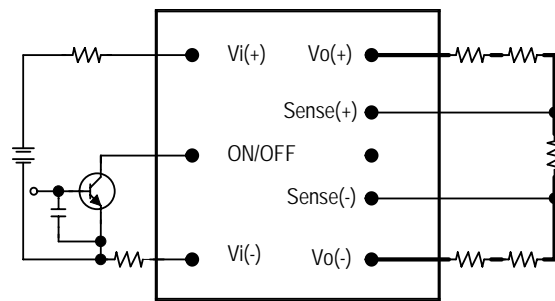 Vi(+) Vo(+)
Sense(+)
ON/OFF
Sense(-)
Vi(-) Vo(-)